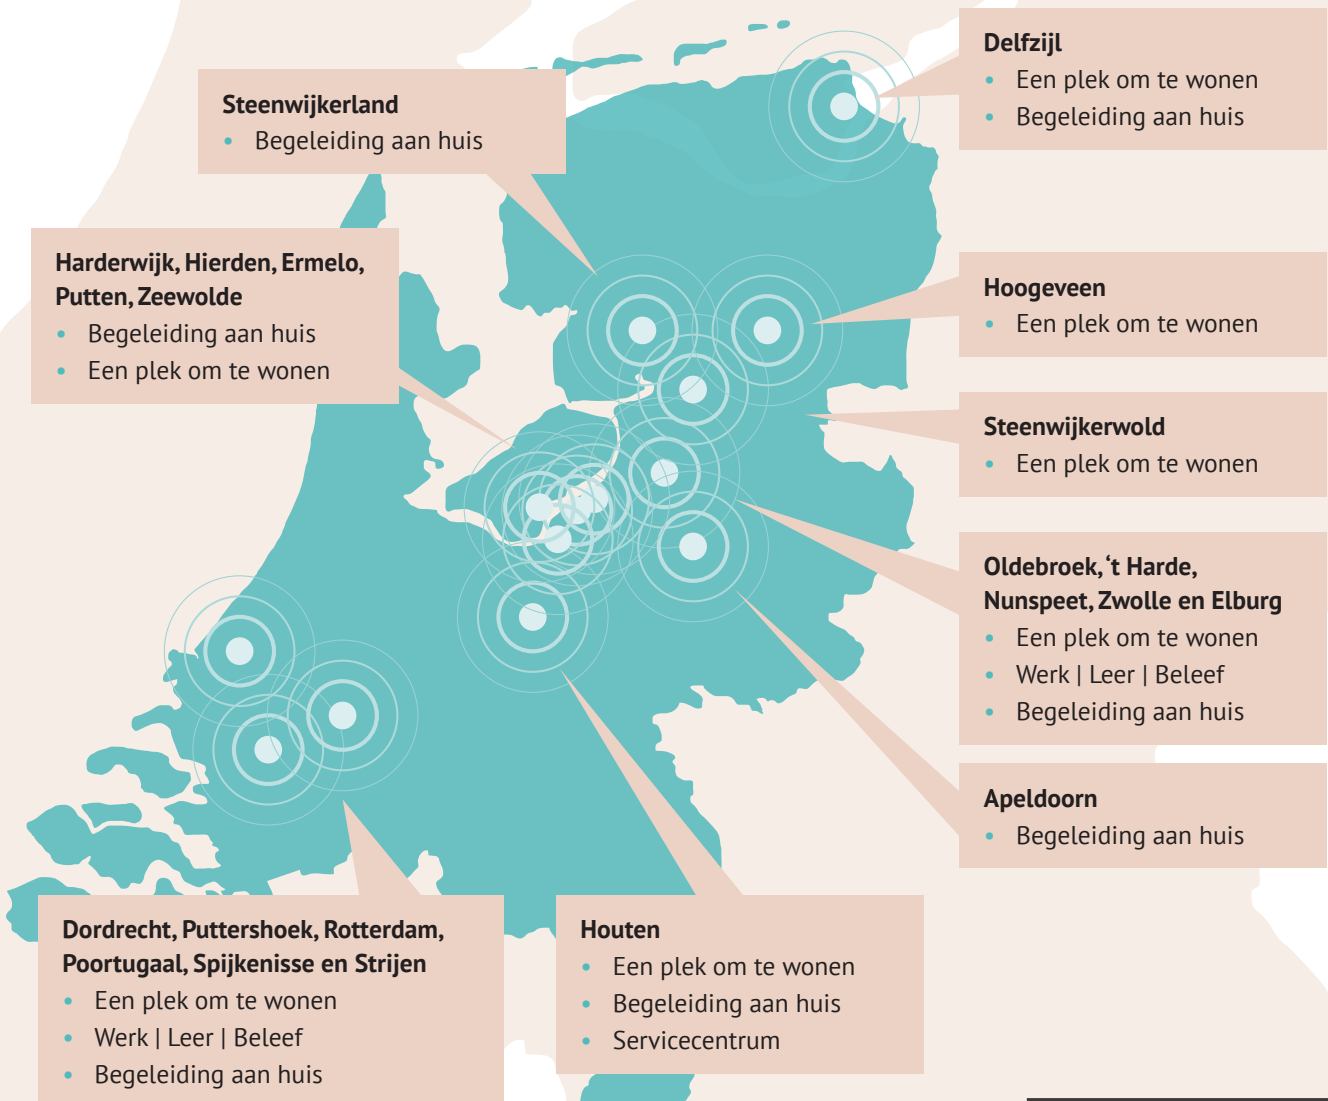 Delfzijl
• Een plek om te wonen
• Begeleiding aan huis
Steenwijkerland
• Begeleiding aan huis
Harderwijk, Hierden, Ermelo,
Putten, Zeewolde
• Begeleiding aan huis
• Een plek om te wonen
Hoogeveen
• Een plek om te wonen
Steenwijkerwold
• Een plek om te wonen
Oldebroek, ‘t Harde,
Nunspeet, Zwolle en Elburg
• Een plek om te wonen
• Werk | Leer | Beleef
• Begeleiding aan huis
Apeldoorn
• Begeleiding aan huis
Dordrecht, Puttershoek, Rotterdam,
Poortugaal, Spijkenisse en Strijen
• Een plek om te wonen
• Werk | Leer | Beleef
• Begeleiding aan huis
Houten
• Een plek om te wonen
• Begeleiding aan huis
• Servicecentrum